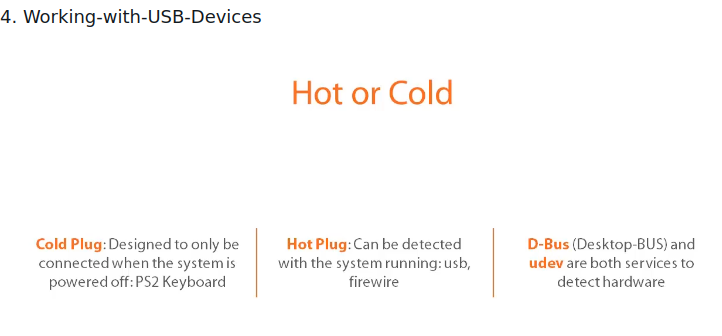 4. Working-with-USB-Devices
Hot or Cold
Cold Plug: Designed to only be
connected when the system is
powered off: PS2 Keyboard
Hot Plug: Can be detected
with the system running: usb,
firewire
D-Bus (Desktop-BUS) and
udev are both services to
detect hardware